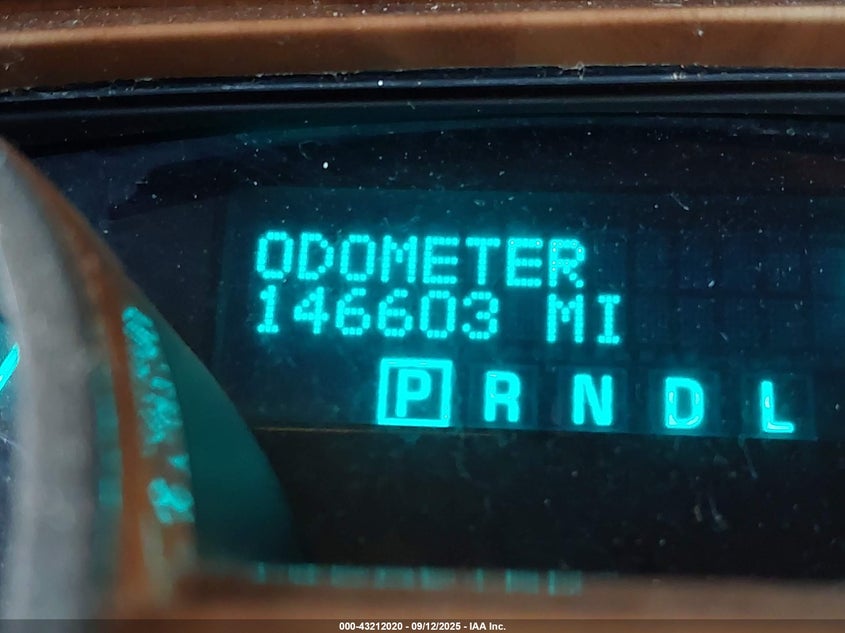 ODOMETER
146603 MI
P R N D L
000-43212020 - 09/12/2025 - IAA Inc.